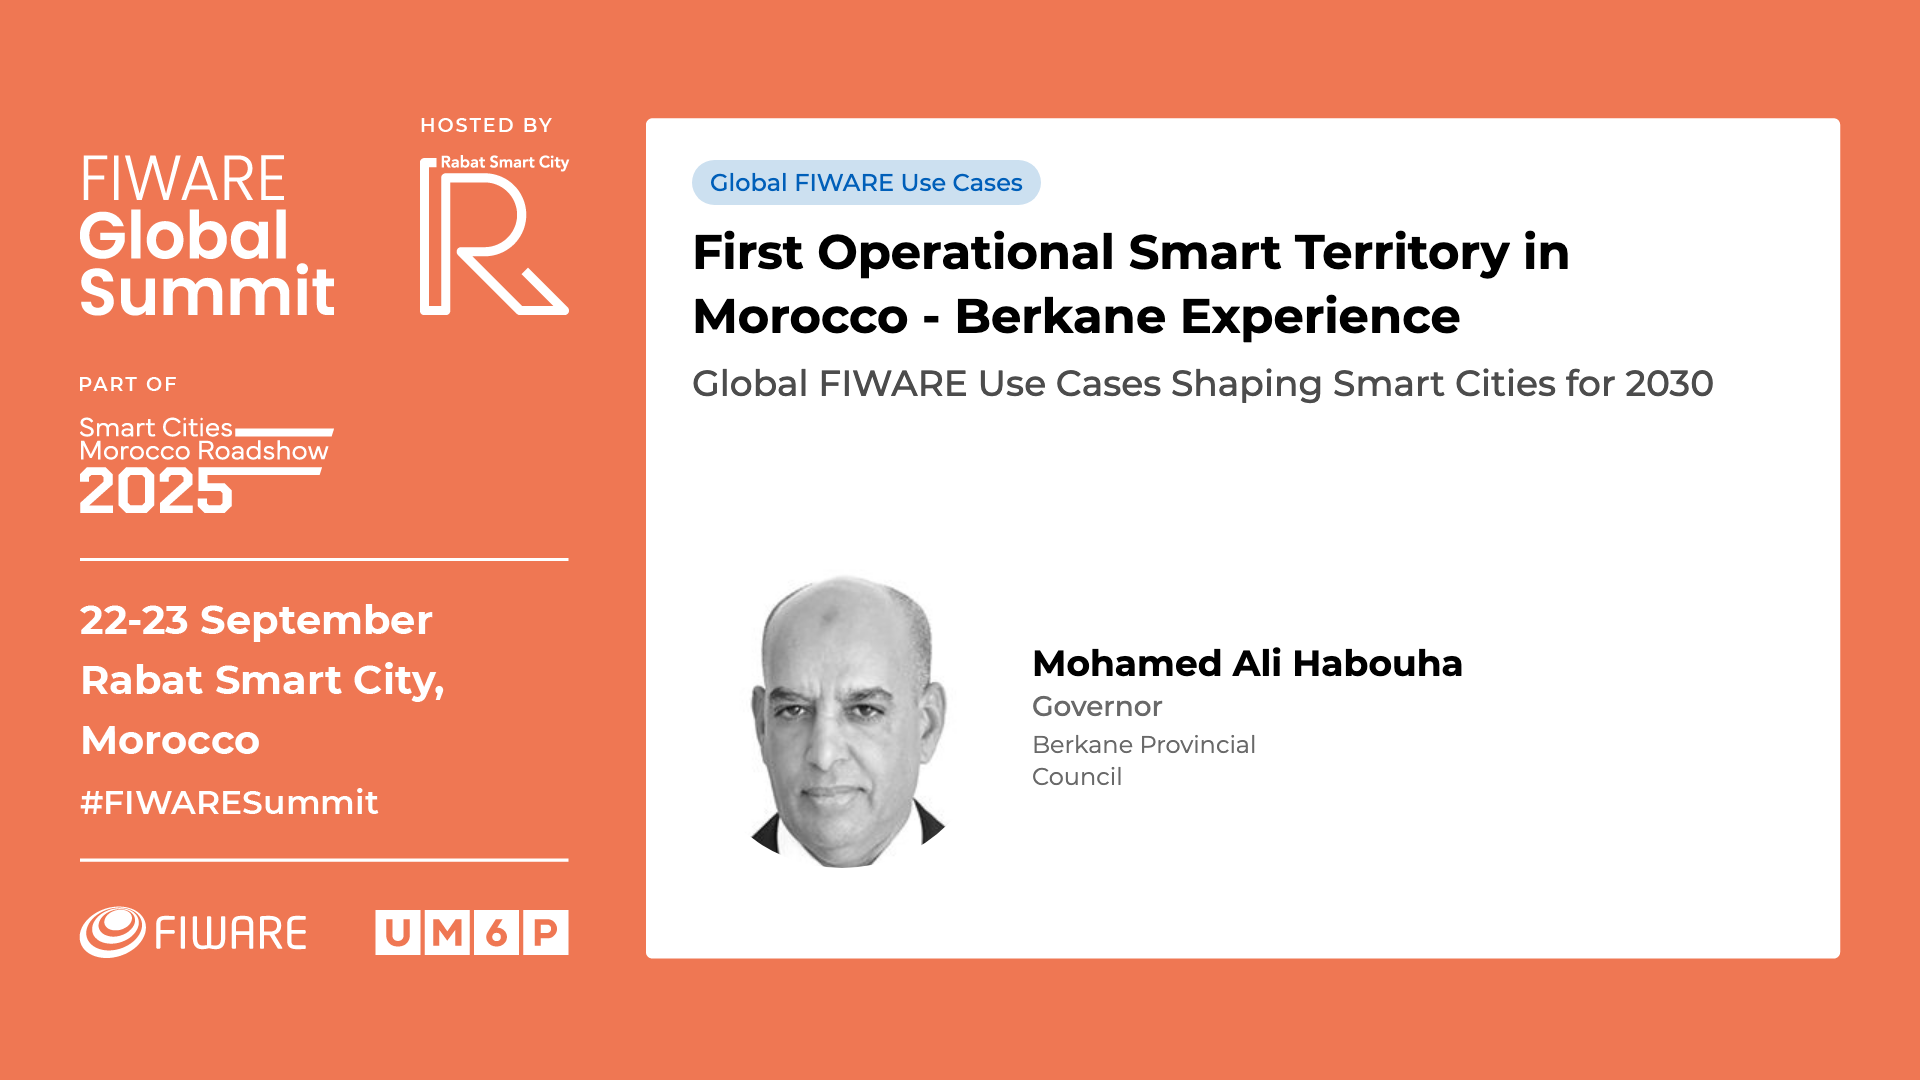 FIWARE
Global
Summit
HOSTED BY
Rabat Smart City
R
PART OF
Smart Cities
Morocco Roadshow
2025
22-23 September
Rabat Smart City,
Morocco
#FIWARESummit
FIWARE
UM6P
Global FIWARE Use Cases
First Operational Smart Territory in
Morocco - Berkane Experience
Global FIWARE Use Cases Shaping Smart Cities for 2030
Mohamed Ali Habouha
Governor
Berkane Provincial
Council